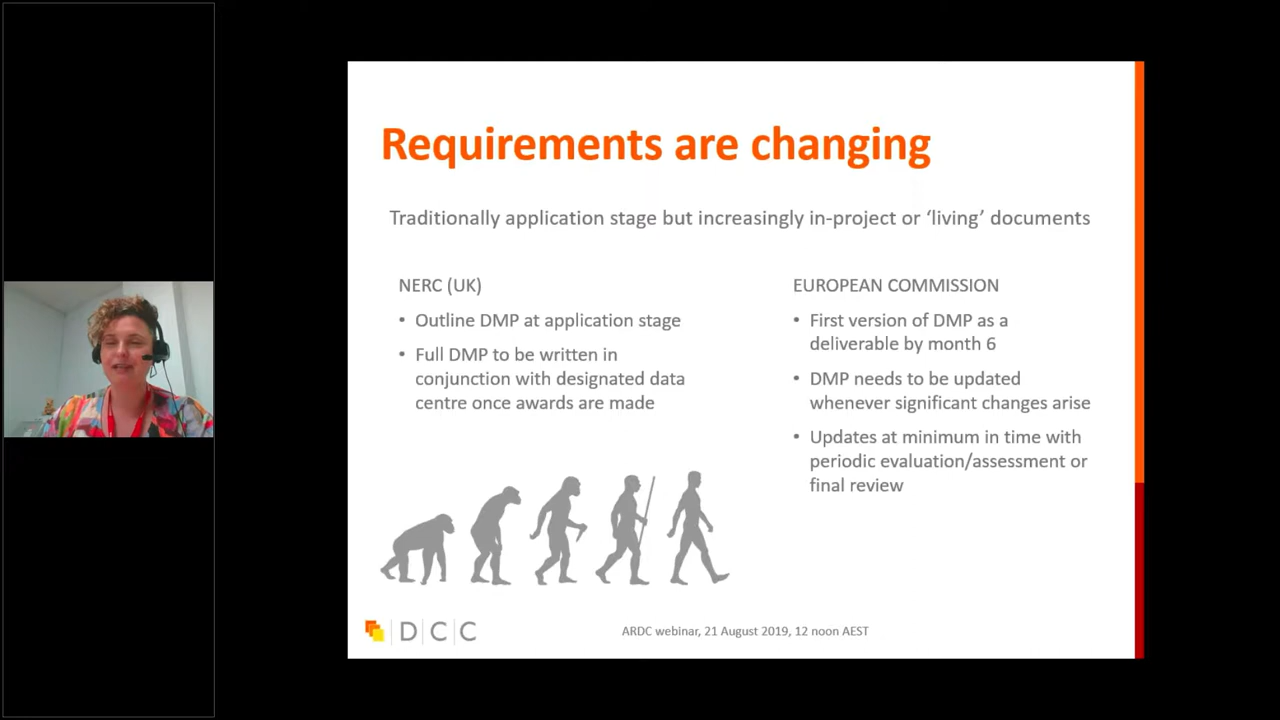 Requirements are changing
Traditionally application stage but increasingly in-project or ‘living’ documents
NERC (UK)
• Outline DMP at application stage
• Full DMP to be written in
conjunction with designated data
centre once awards are made
EUROPEAN COMMISSION
• First version of DMP as a
deliverable by month 6
• DMP needs to be updated
whenever significant changes arise
• Updates at minimum in time with
periodic evaluation/assessment or
final review
DCC
ARDC webinar, 21 August 2019, 12 noon AEST